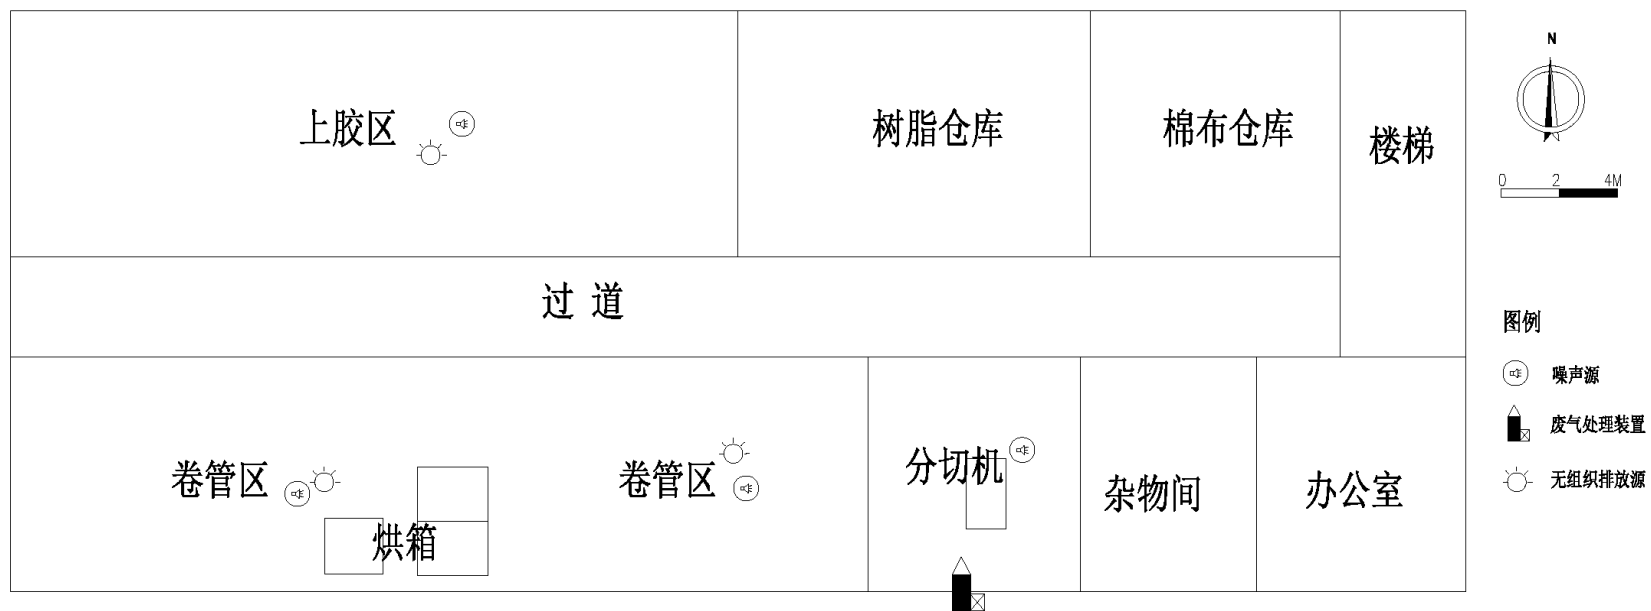 N
上胶区
树脂仓库
棉布仓库
楼梯
0 2 4M
过道
图例
噪声源
废气处理装置
无组织排放源
卷管区
卷管区
分切机
杂物间
办公室
烘箱